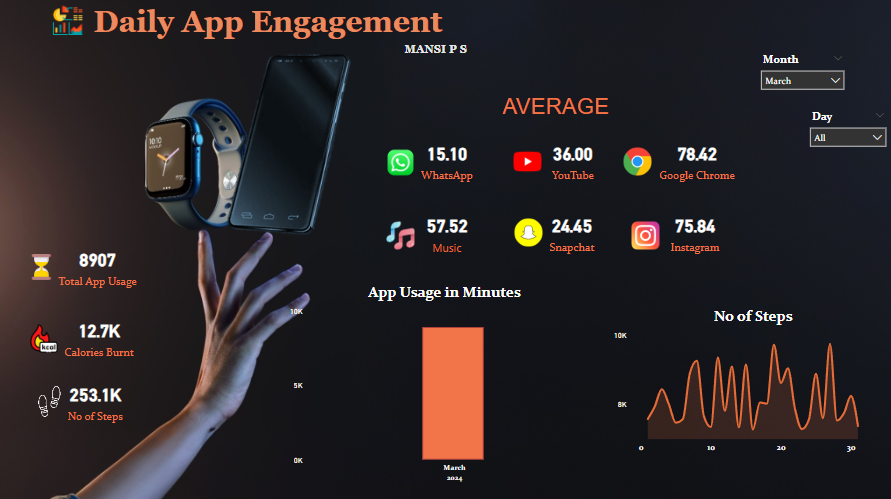 Daily App Engagement
MANSI P S
Month
March
Day
All
AVERAGE
15.10
WhatsApp
36.00
YouTube
78.42
Google Chrome
57.52
Music
24.45
Snapchat
75.84
Instagram
10:10
8907
Total App Usage
12.7K
kcal
Calories Burnt
253.1K
No of Steps
App Usage in Minutes
10K
5K
0K
March
2024
No of Steps
10K
8K
0 10 20 30